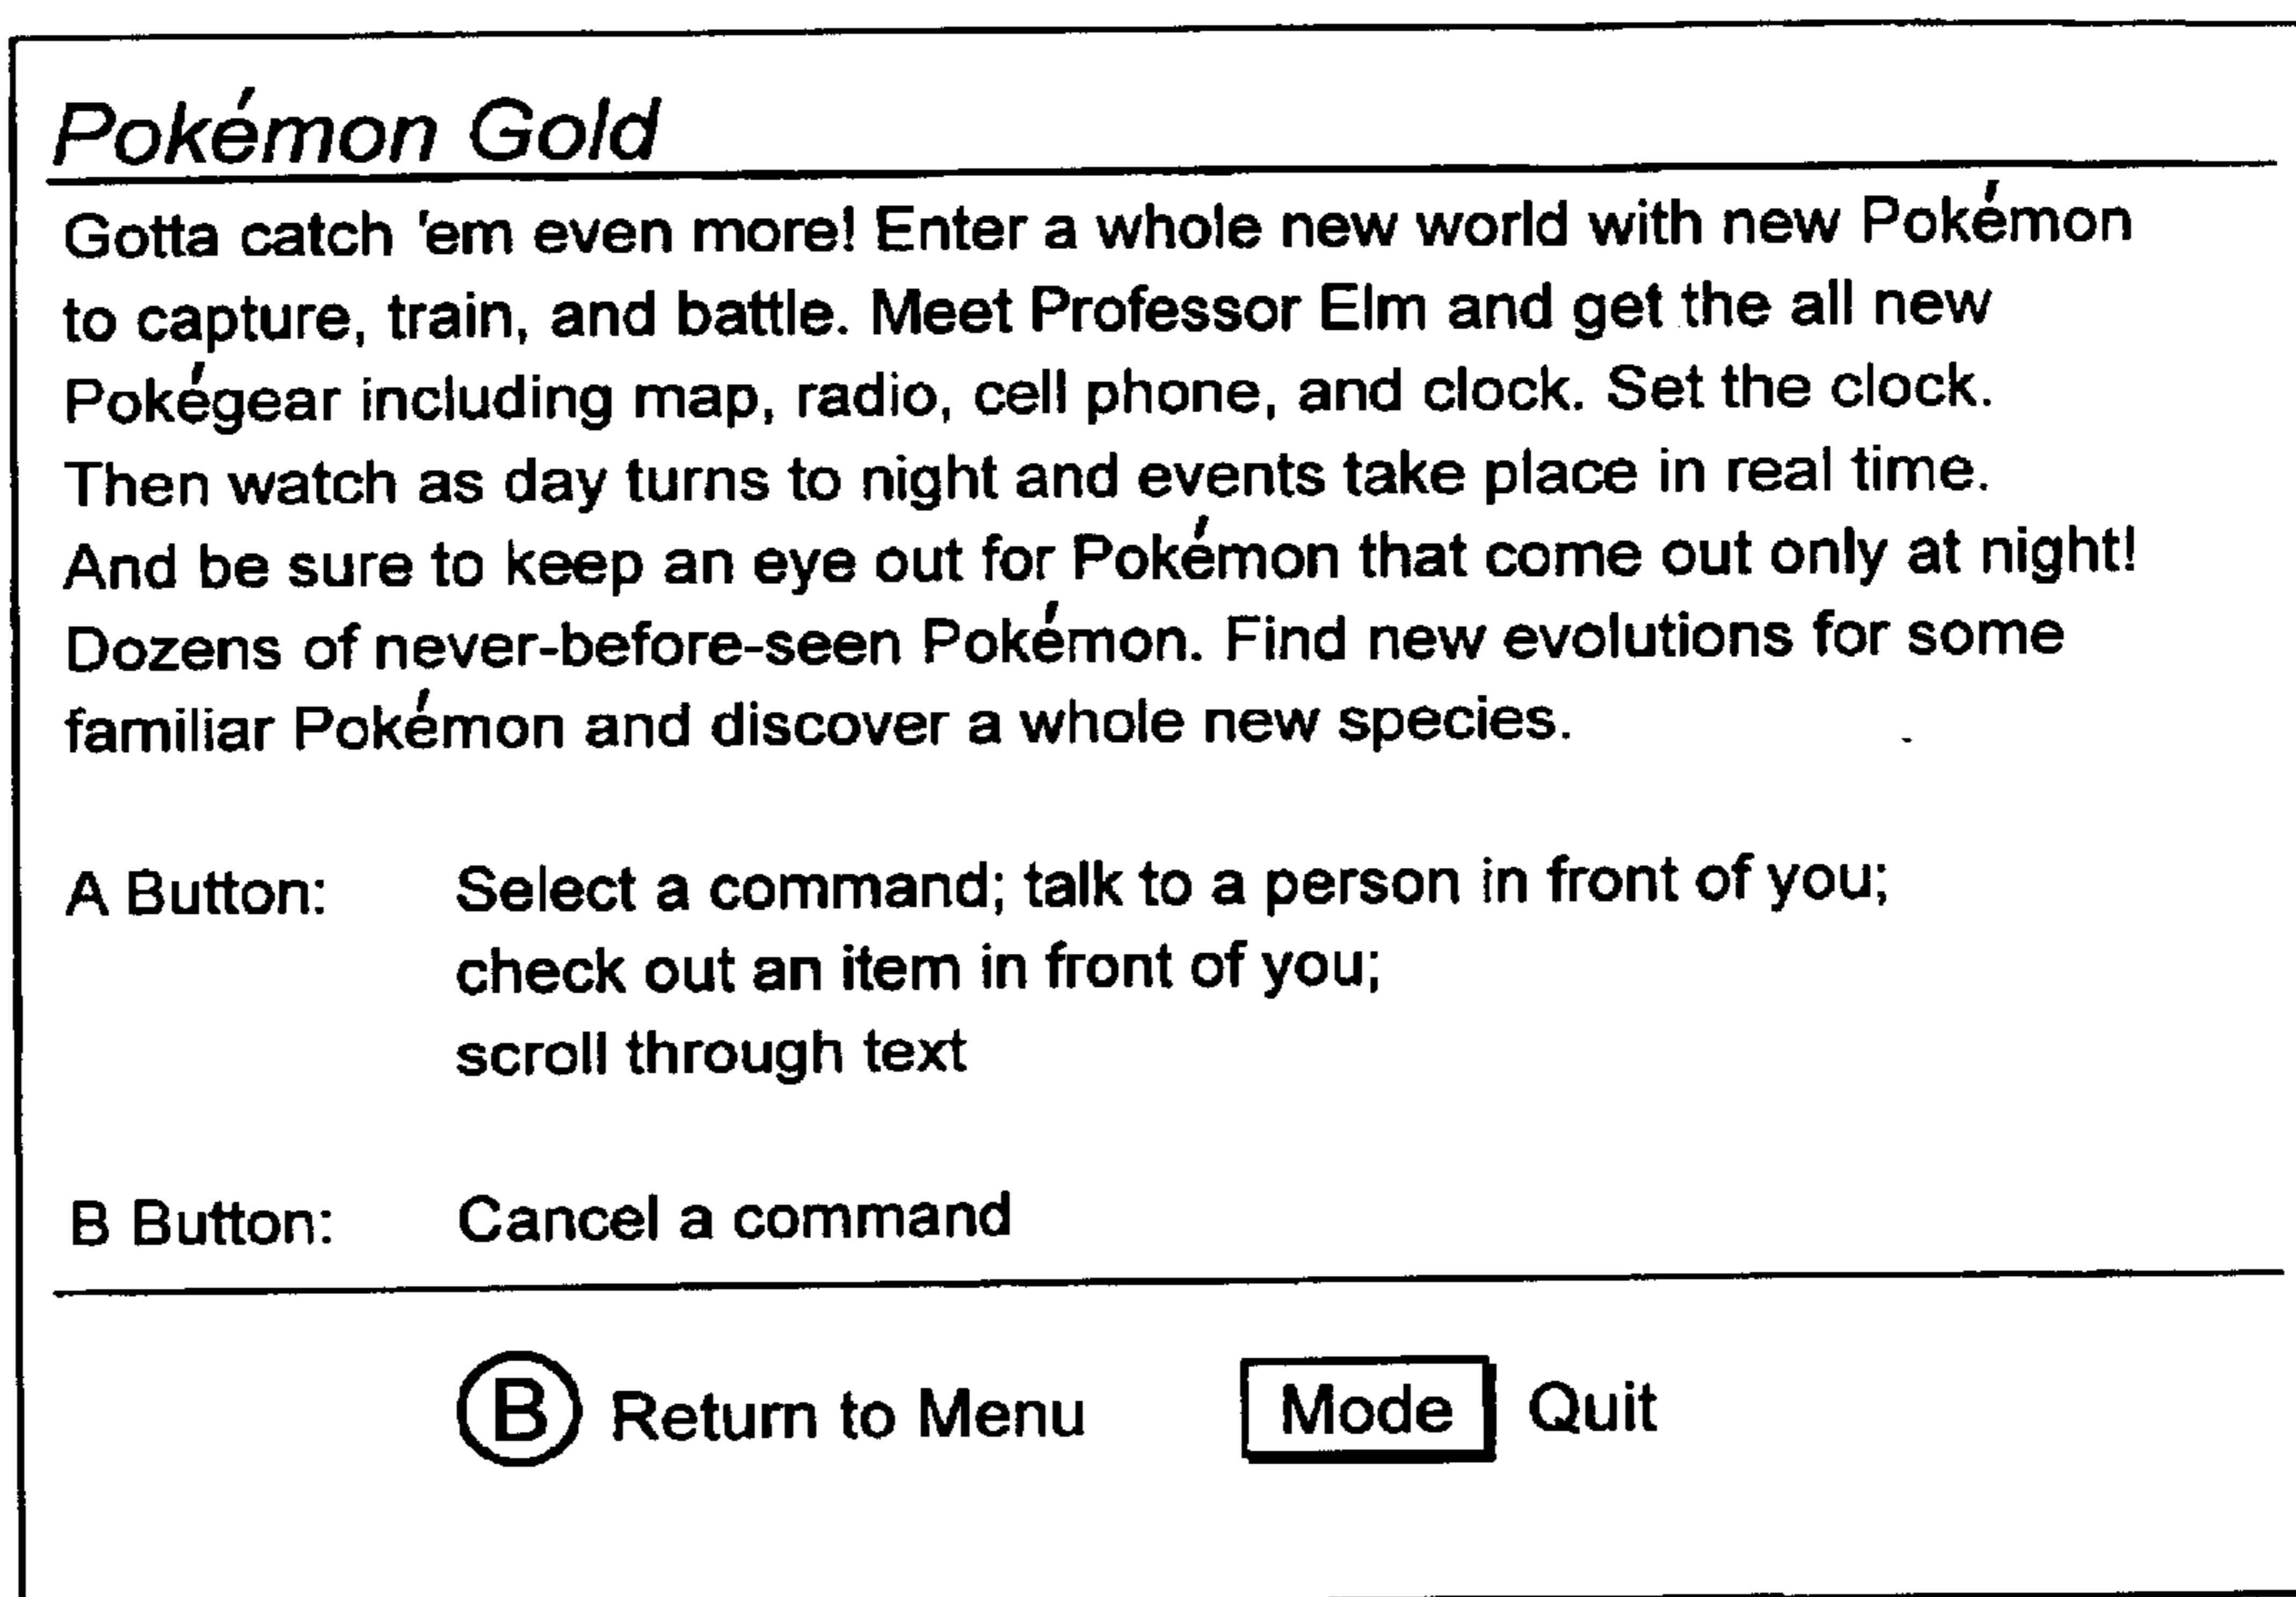 Pokémon Gold
Gotta catch 'em even more! Enter a whole new world with new Pokémon
to capture, train, and battle. Meet Professor Elm and get the all new
Pokégear including map, radio, cell phone, and clock. Set the clock.
Then watch as day turns to night and events take place in real time.
And be sure to keep an eye out for Pokémon that come out only at night!
Dozens of never-before-seen Pokémon. Find new evolutions for some
familiar Pokémon and discover a whole new species.
A Button: Select a command; talk to a person in front of you;
check out an item in front of you;
scroll through text
B Button: Cancel a command
B Return to Menu Mode Quit